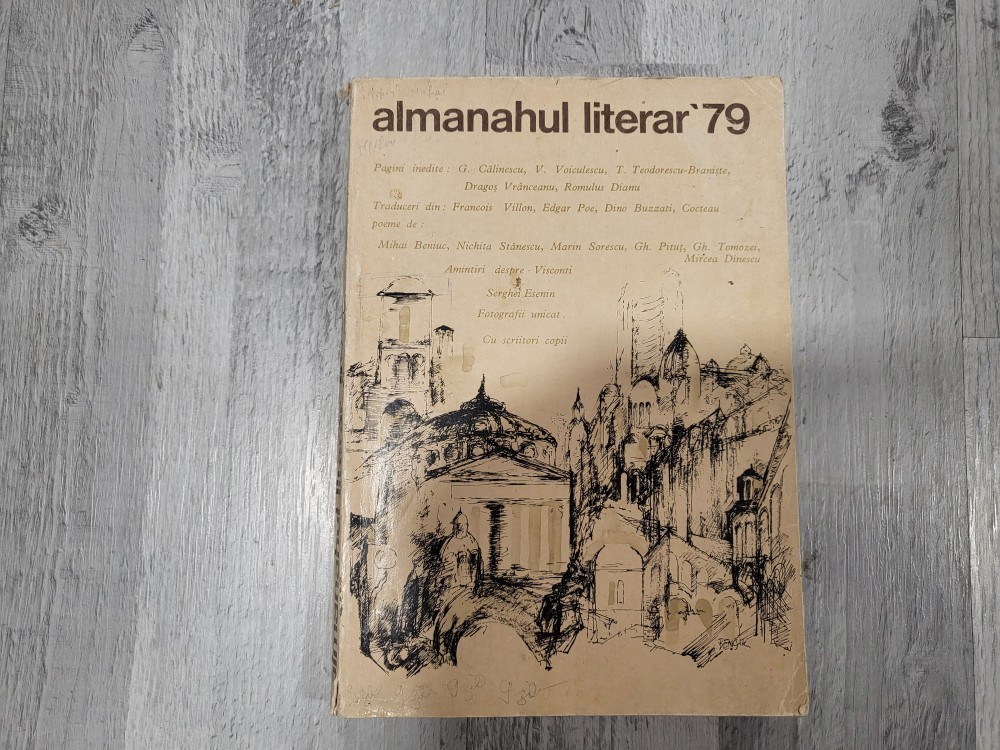 almanahul literar '79
Pagini inedite : G. Călinescu, V. Voiculescu, T. Teodorescu-Braniște,
Dragoș Vrânceanu, Romulus Dianu
Traduceri din : Francois Villon, Edgar Poe, Dino Buzzati, Cocteau
poeme de :
Mihai Beniuc, Nichita Stănescu, Marin Sorescu, Gh. Pituț, Gh. Tomozei,
Mircea Dinescu
Amintiri despre Visconti
Serghei Esenin
Fotografii unicat.
Cu scriitori copii